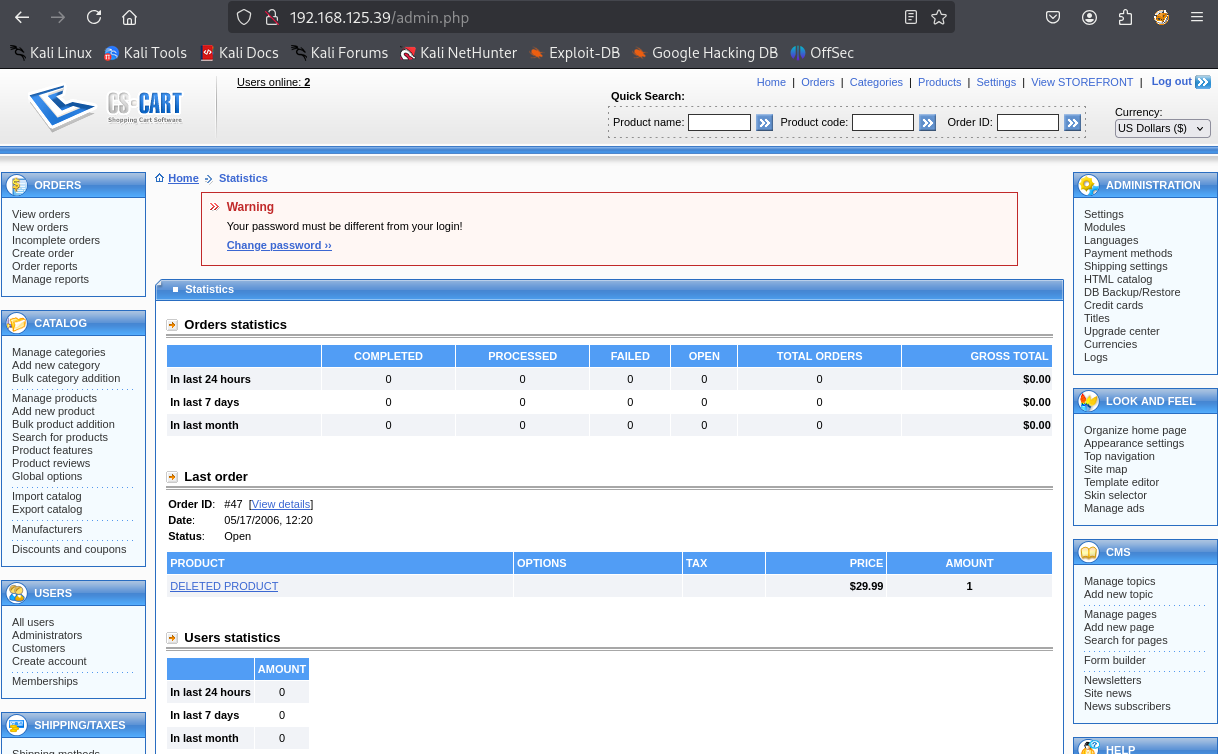 192.168.125.39/admin.php
Kali Linux Kali Tools Kali Docs Kali Forums Kali NetHunter Exploit-DB Google Hacking DB OffSec
CS-CART
Shopping Cart Software
Users online: 2
Home | Orders | Categories | Products | Settings | View STOREFRONT | Log out
Quick Search:
Product name: Product code: Order ID:
Currency:
US Dollars ($)
ORDERS
View orders
New orders
Incomplete orders
Create order
Order reports
Manage reports
CATALOG
Manage categories
Add new category
Bulk category addition
Manage products
Add new product
Bulk product addition
Search for products
Product features
Product reviews
Global options
Import catalog
Export catalog
Manufacturers
Discounts and coupons
USERS
All users
Administrators
Customers
Create account
Memberships
SHIPPING/TAXES
Shipping methods
Home Statistics
Warning
Your password must be different from your login!
Change password ››
Statistics
Orders statistics
COMPLETED PROCESSED FAILED OPEN TOTAL ORDERS GROSS TOTAL
In last 24 hours 0 0 0 0 0 $0.00
In last 7 days 0 0 0 0 0 $0.00
In last month 0 0 0 0 0 $0.00
Last order
Order ID: #47 [View details]
Date: 05/17/2006, 12:20
Status: Open
PRODUCT OPTIONS TAX PRICE AMOUNT
DELETED PRODUCT $29.99 1
Users statistics
AMOUNT
In last 24 hours 0
In last 7 days 0
In last month 0
ADMINISTRATION
Settings
Modules
Languages
Payment methods
Shipping settings
HTML catalog
DB Backup/Restore
Credit cards
Titles
Upgrade center
Currencies
Logs
LOOK AND FEEL
Organize home page
Appearance settings
Top navigation
Site map
Template editor
Skin selector
Manage ads
CMS
Manage topics
Add new topic
Manage pages
Add new page
Search for pages
Form builder
Newsletters
Site news
News subscribers
HELP